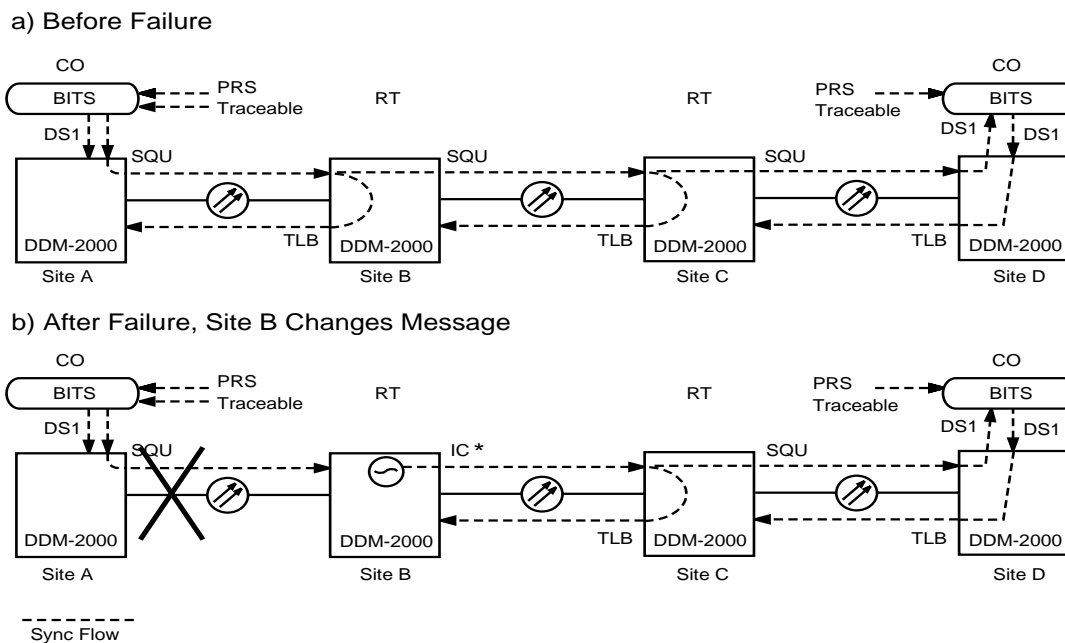 a) Before Failure
CO
CO
BITS
PRS
Traceable
RT
RT
PRS
Traceable
BITS
DS1
DS1
DS1
SQU
SQU
SQU
TLB
TLB
TLB
DDM-2000
DDM-2000
DDM-2000
DDM-2000
Site A
Site B
Site C
Site D
b) After Failure, Site B Changes Message
CO
CO
BITS
PRS
Traceable
RT
RT
PRS
Traceable
BITS
DS1
DS1
DS1
SQU
IC *
SQU
TLB
TLB
DDM-2000
DDM-2000
DDM-2000
DDM-2000
Site A
Site B
Site C
Site D
Sync Flow